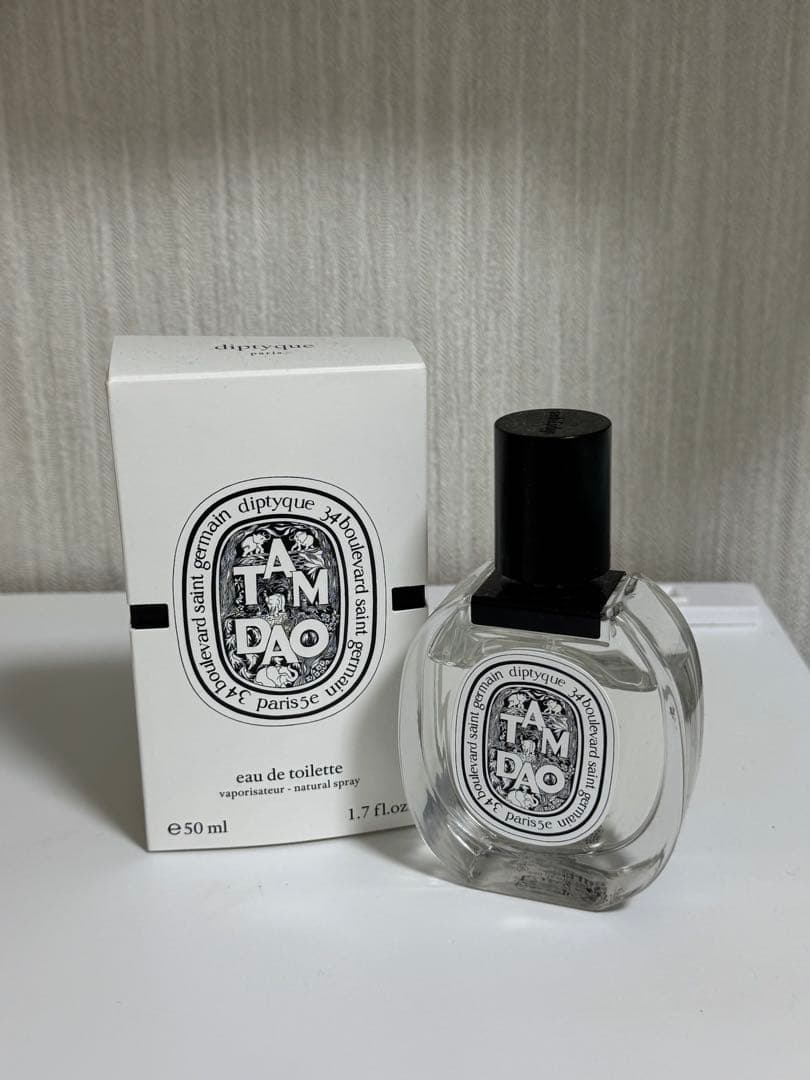 diptyque
paris
diptyque 34 boulevard saint germain paris5e 34 boulevard saint germain
TAM
DAO
eau de toilette
vaporisateur - natural spray
e 50 ml
1.7 fl.oz
diptyque 34 boulevard saint germain paris5e 34 boulevard saint germain
TAM
DAO